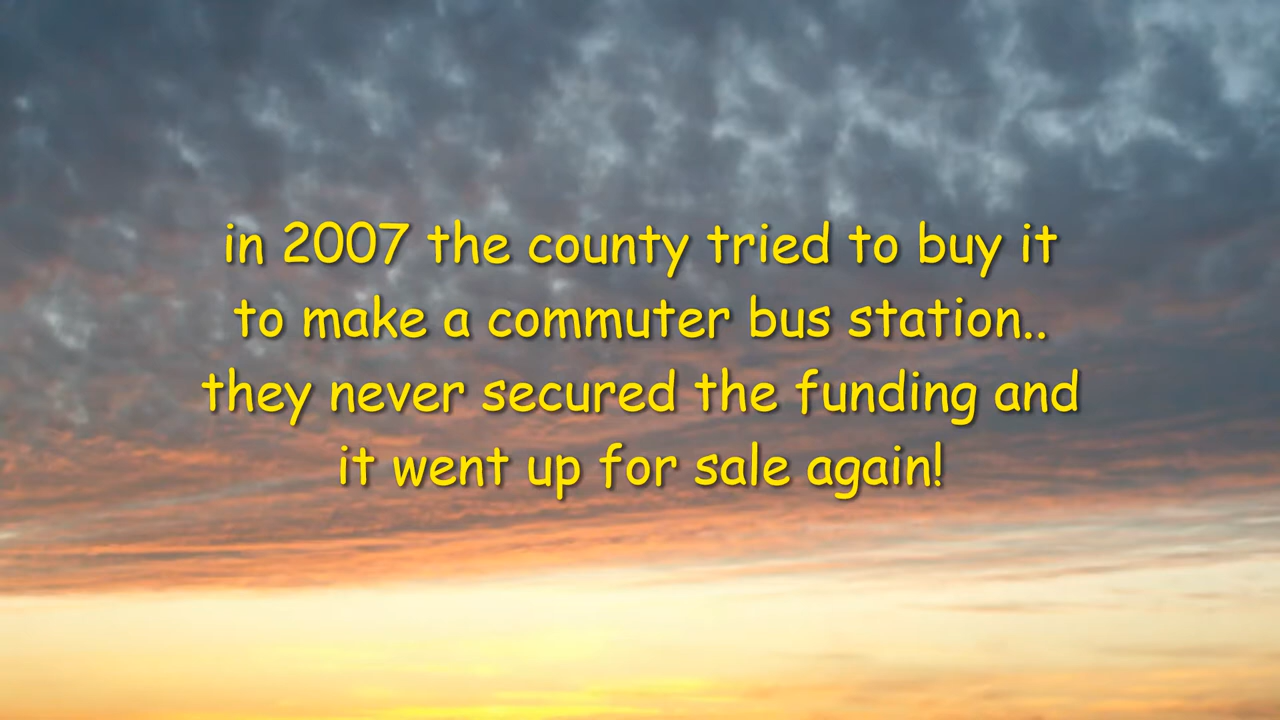 in 2007 the county tried to buy it
to make a commuter bus station..
they never secured the funding and
it went up for sale again!